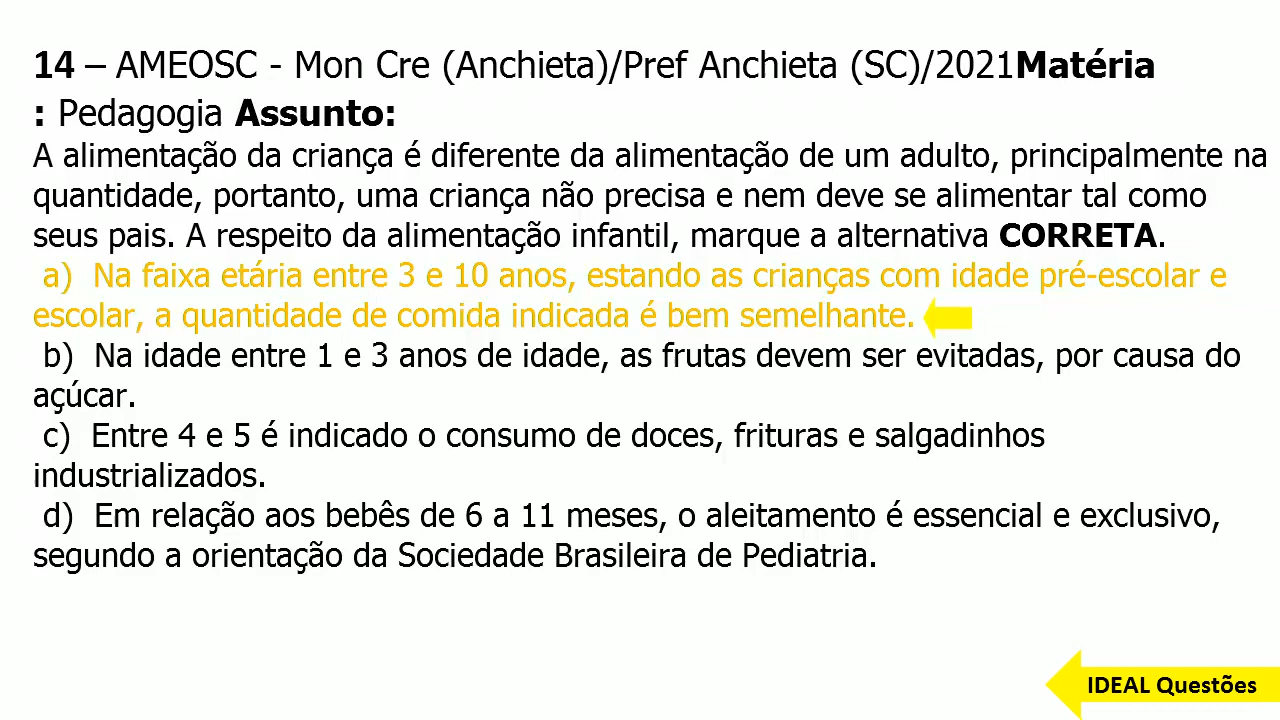 14 – AMEOSC - Mon Cre (Anchieta)/Pref Anchieta (SC)/2021Matéria
: Pedagogia Assunto:
A alimentação da criança é diferente da alimentação de um adulto, principalmente na
quantidade, portanto, uma criança não precisa e nem deve se alimentar tal como
seus pais. A respeito da alimentação infantil, marque a alternativa CORRETA.
a) Na faixa etária entre 3 e 10 anos, estando as crianças com idade pré-escolar e
escolar, a quantidade de comida indicada é bem semelhante.
b) Na idade entre 1 e 3 anos de idade, as frutas devem ser evitadas, por causa do
açúcar.
c) Entre 4 e 5 é indicado o consumo de doces, frituras e salgadinhos
industrializados.
d) Em relação aos bebês de 6 a 11 meses, o aleitamento é essencial e exclusivo,
segundo a orientação da Sociedade Brasileira de Pediatria.
IDEAL Questões